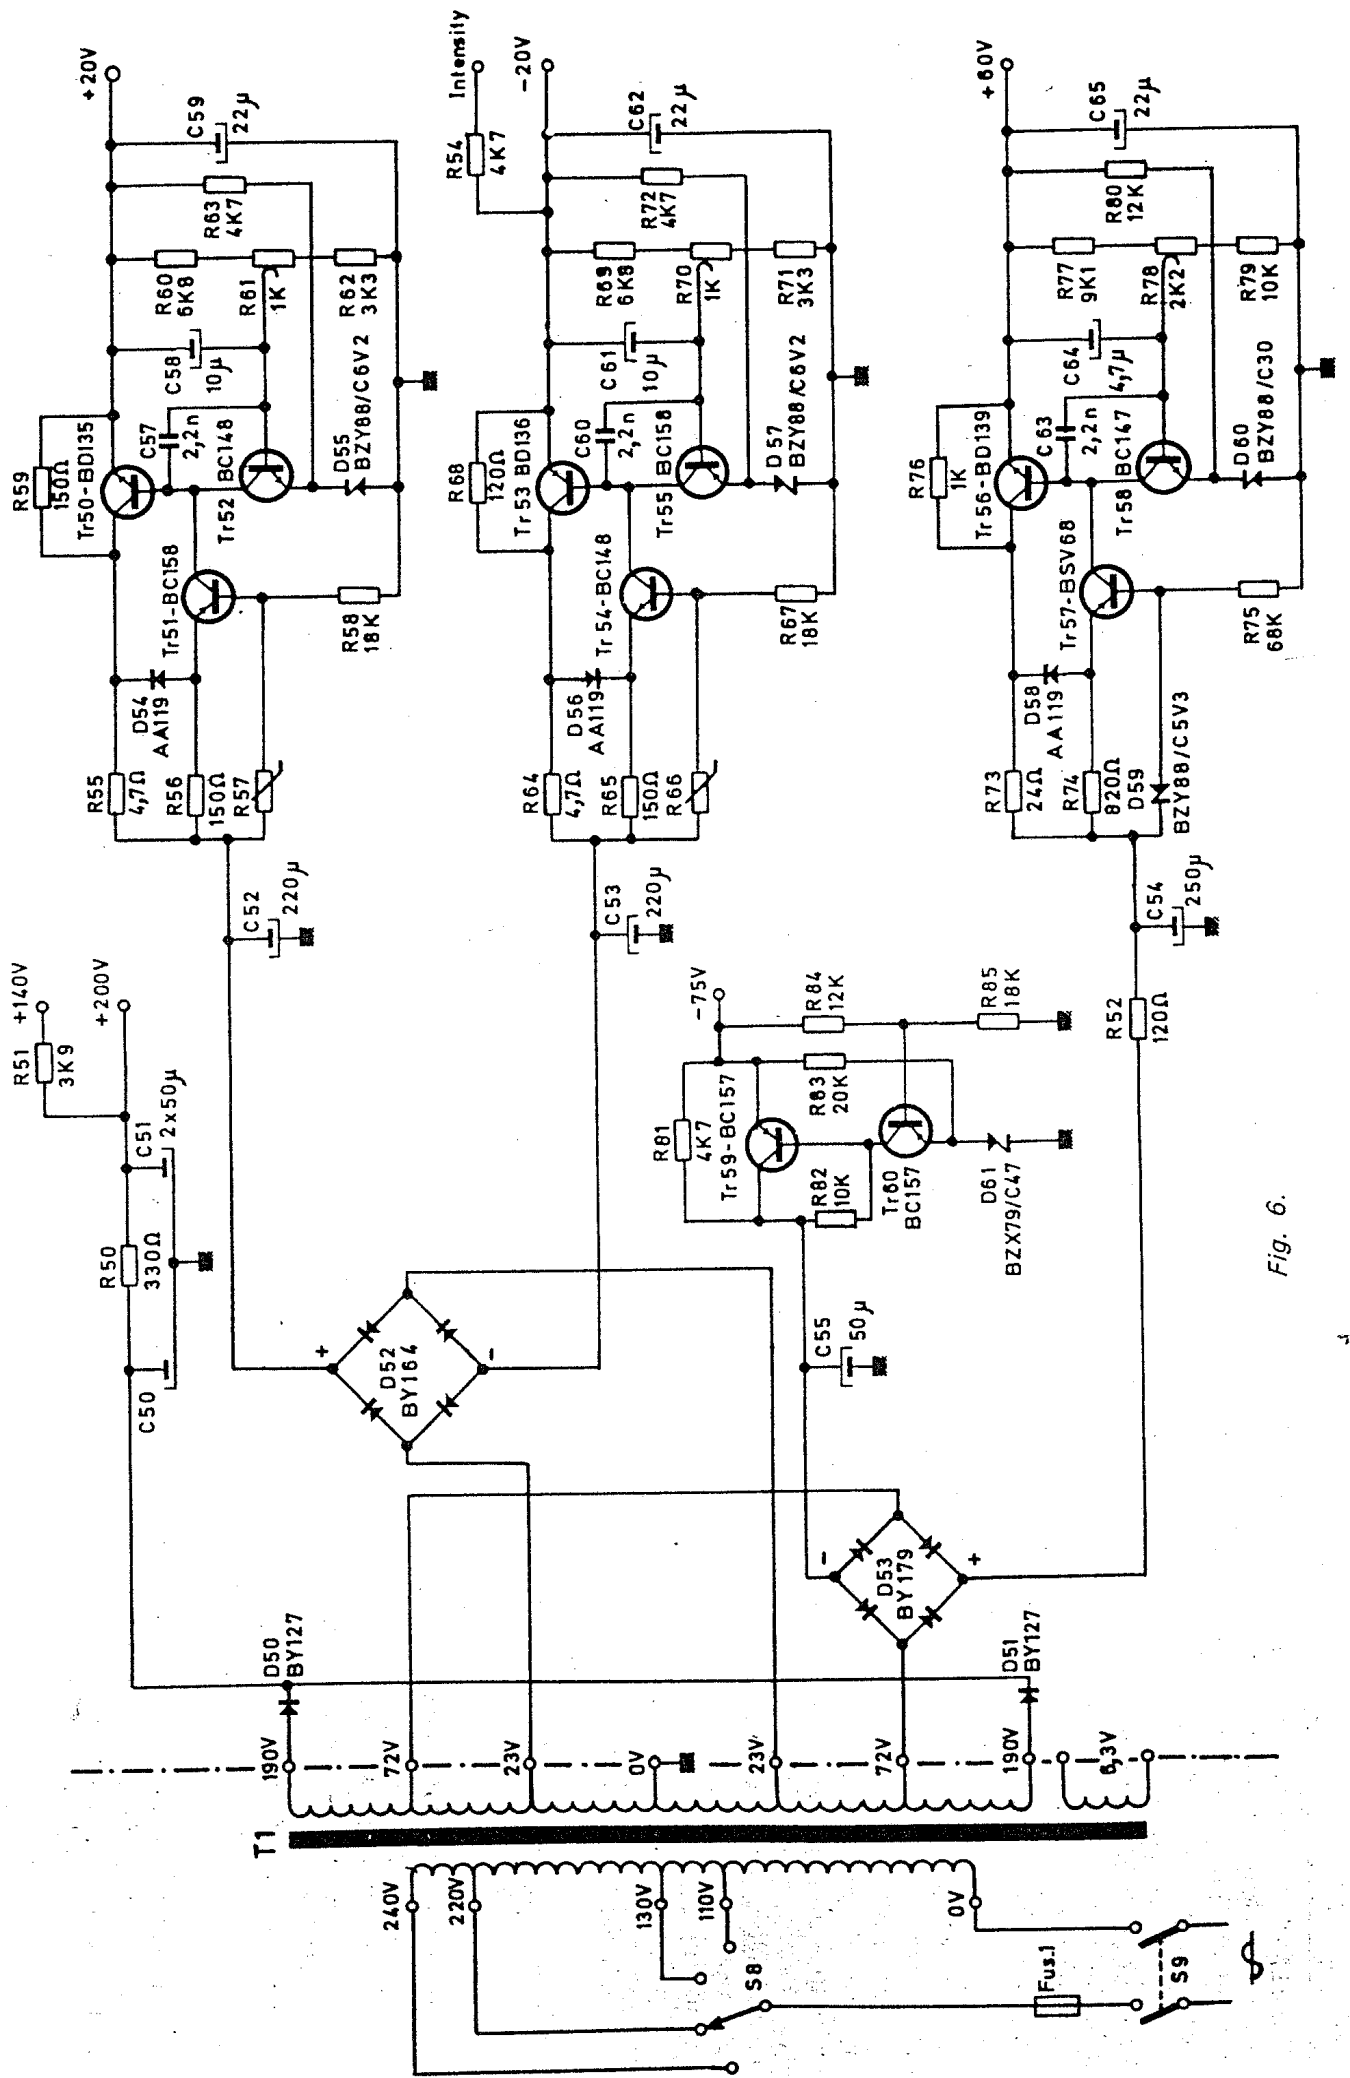 T1
240V
220V
130V
110V
0V
S8
Fus.1
S9
190V
72V
23V
0V
23V
72V
190V
6,3V
D50
BY127
D51
BY127
D52
BY164
+
-
D53
BY179
-
+
C50
R50
330Ω
C51
2x50μ
R51
3K9
+140V
+200V
C52
220μ
C53
220μ
C55
50μ
R81
4K7
Tr59-BC157
R82
10K
R83
20K
Tr60
BC157
D61
BZX79/C47
-75V
R84
12K
R85
18K
R52
120Ω
C54
250μ
R55
4,7Ω
R56
150Ω
R57
D54
AA119
Tr51-BC158
R58
18K
R59
150Ω
Tr50-BD135
Tr52
BC148
C57
2,2n
D55
BZY88/C6V2
C58
10μ
R60
6K8
R61
1K
R62
3K3
R63
4K7
C59
22μ
+20V
R64
4,7Ω
R65
150Ω
R66
D56
AA119
Tr54-BC148
R67
18K
R68
120Ω
Tr53 BD136
Tr55
BC158
C60
2,2n
D57
BZY88/C6V2
C61
10μ
R69
6K8
R70
1K
R71
3K3
R72
4K7
C62
22μ
R54
4K7
Intensity
-20V
R73
24Ω
R74
820Ω
D59
BZY88/C5V3
D58
AA119
Tr57-BSV68
R75
68K
R76
1K
Tr56-BD139
Tr58
BC147
C63
2,2n
D60
BZY88/C30
C64
4,7μ
R77
9K1
R78
2K2
R79
10K
R80
12K
C65
22μ
+60V
Fig. 6.